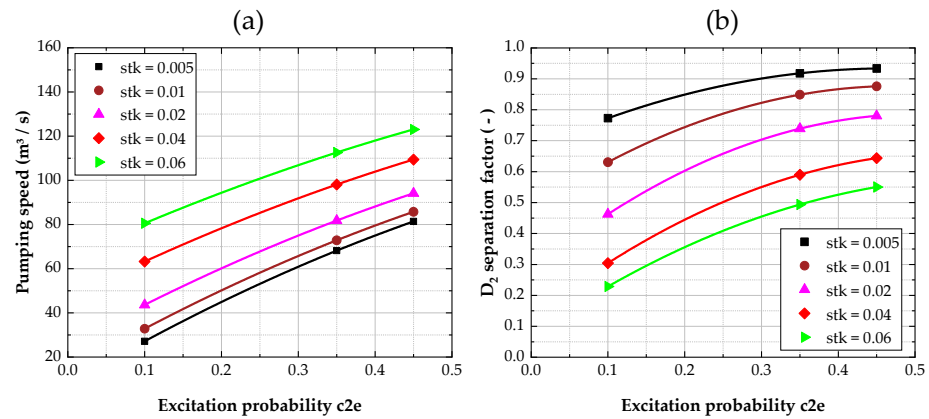 (a)
160
140
120
100
80
60
40
20
0.0
0.1
0.2
0.3
0.4
0.5
Pumping speed (m³ / s)
Excitation probability c2e
stk = 0.005
stk = 0.01
stk = 0.02
stk = 0.04
stk = 0.06
(b)
1.0
0.9
0.8
0.7
0.6
0.5
0.4
0.3
0.2
0.1
0.0
0.0
0.1
0.2
0.3
0.4
0.5
D₂ separation factor ( - )
Excitation probability c2e
stk = 0.005
stk = 0.01
stk = 0.02
stk = 0.04
stk = 0.06